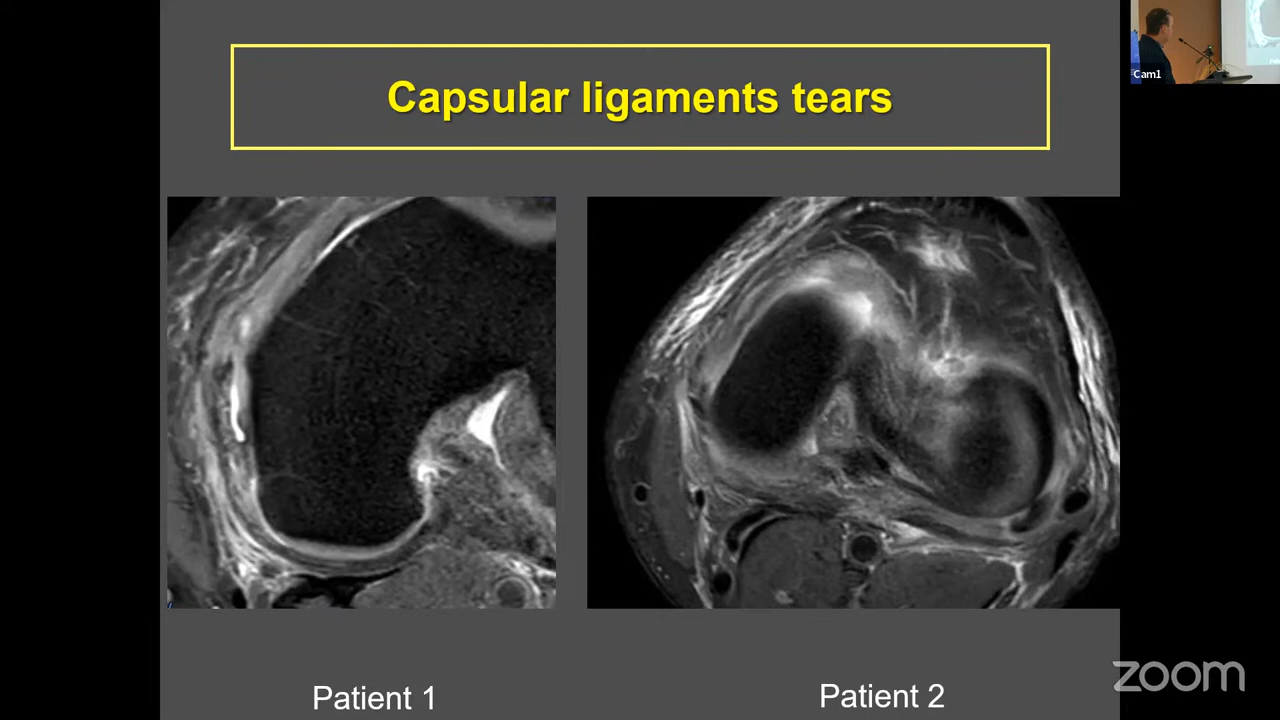 Capsular ligaments tears
Cam1
Patient 1
Patient 2
zoom